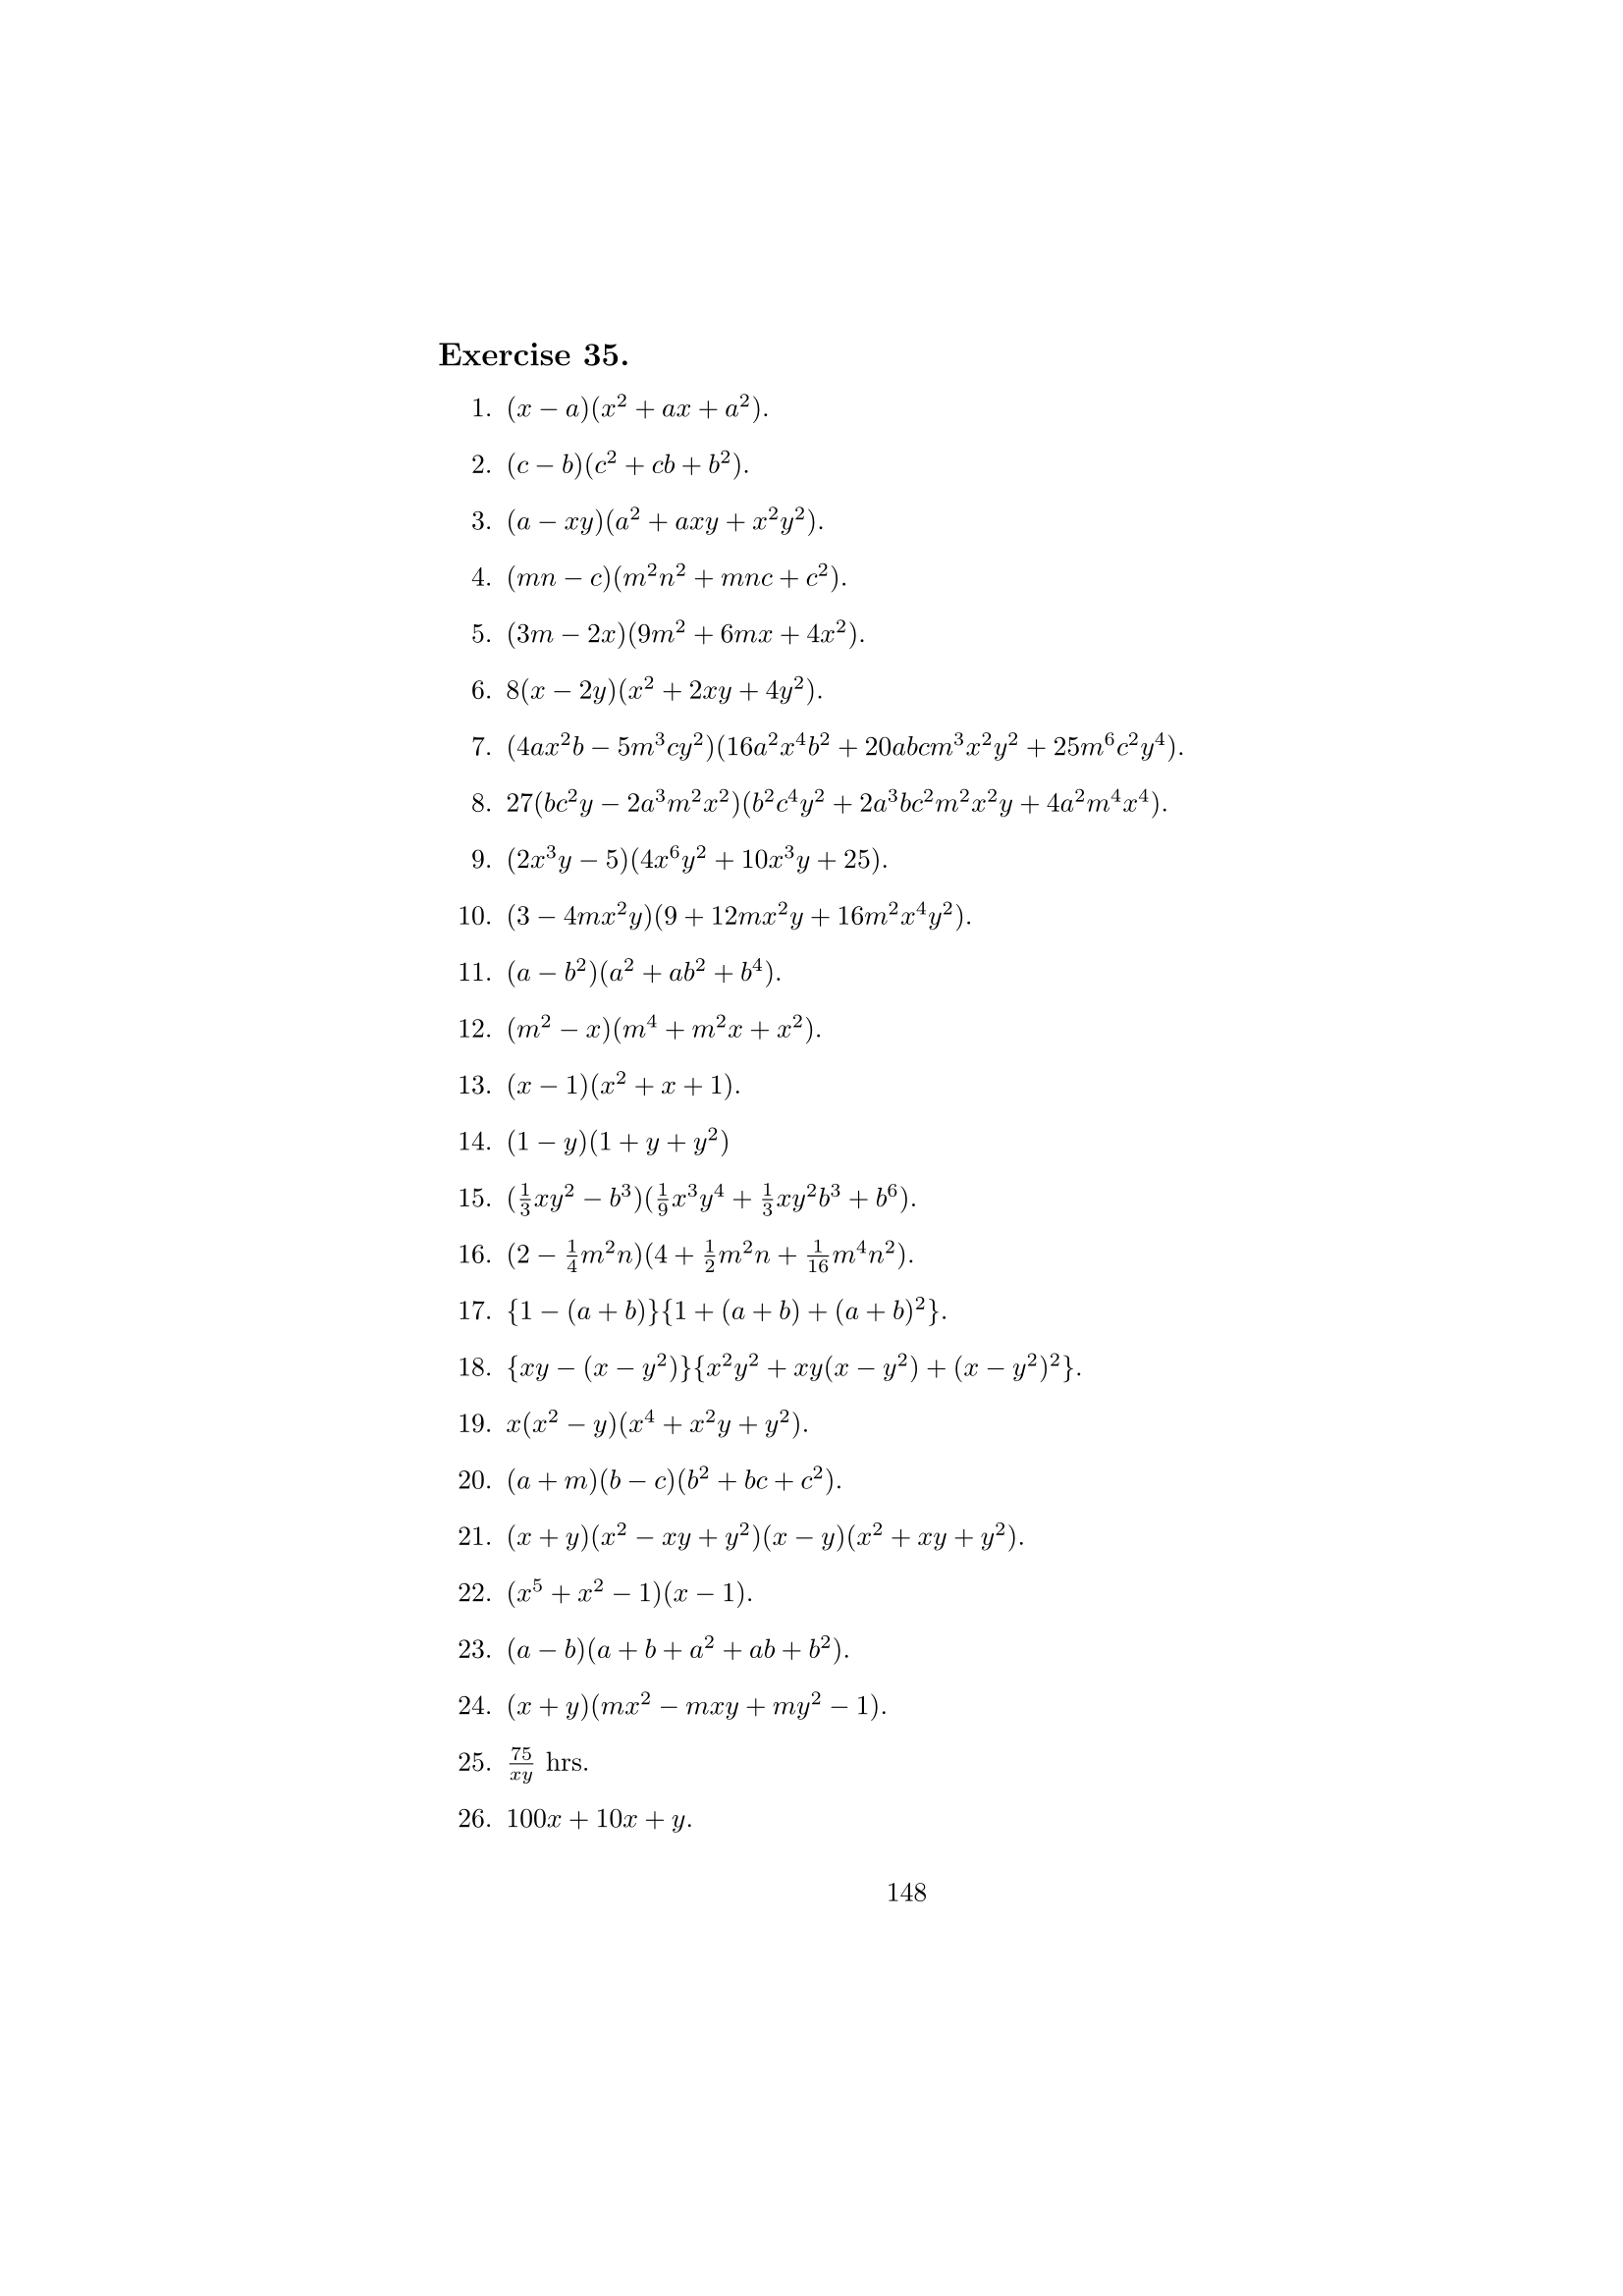 Exercise 35.
1. $(x - a)(x^2 + ax + a^2)$.
2. $(c - b)(c^2 + cb + b^2)$.
3. $(a - xy)(a^2 + axy + x^2y^2)$.
4. $(mn - c)(m^2n^2 + mnc + c^2)$.
5. $(3m - 2x)(9m^2 + 6mx + 4x^2)$.
6. $8(x - 2y)(x^2 + 2xy + 4y^2)$.
7. $(4ax^2b - 5m^3cy^2)(16a^2x^4b^2 + 20abcm^3x^2y^2 + 25m^6c^2y^4)$.
8. $27(bc^2y - 2a^3m^2x^2)(b^2c^4y^2 + 2a^3bc^2m^2x^2y + 4a^2m^4x^4)$.
9. $(2x^3y - 5)(4x^6y^2 + 10x^3y + 25)$.
10. $(3 - 4mx^2y)(9 + 12mx^2y + 16m^2x^4y^2)$.
11. $(a - b^2)(a^2 + ab^2 + b^4)$.
12. $(m^2 - x)(m^4 + m^2x + x^2)$.
13. $(x - 1)(x^2 + x + 1)$.
14. $(1 - y)(1 + y + y^2)$
15. $(\frac{1}{3}xy^2 - b^3)(\frac{1}{9}x^3y^4 + \frac{1}{3}xy^2b^3 + b^6)$.
16. $(2 - \frac{1}{4}m^2n)(4 + \frac{1}{2}m^2n + \frac{1}{16}m^4n^2)$.
17. $\{1 - (a + b)\}\{1 + (a + b) + (a + b)^2\}$.
18. $\{xy - (x - y^2)\}\{x^2y^2 + xy(x - y^2) + (x - y^2)^2\}$.
19. $x(x^2 - y)(x^4 + x^2y + y^2)$.
20. $(a + m)(b - c)(b^2 + bc + c^2)$.
21. $(x + y)(x^2 - xy + y^2)(x - y)(x^2 + xy + y^2)$.
22. $(x^5 + x^2 - 1)(x - 1)$.
23. $(a - b)(a + b + a^2 + ab + b^2)$.
24. $(x + y)(mx^2 - mxy + my^2 - 1)$.
25. $\frac{75}{xy}$ hrs.
26. $100x + 10x + y$.
148